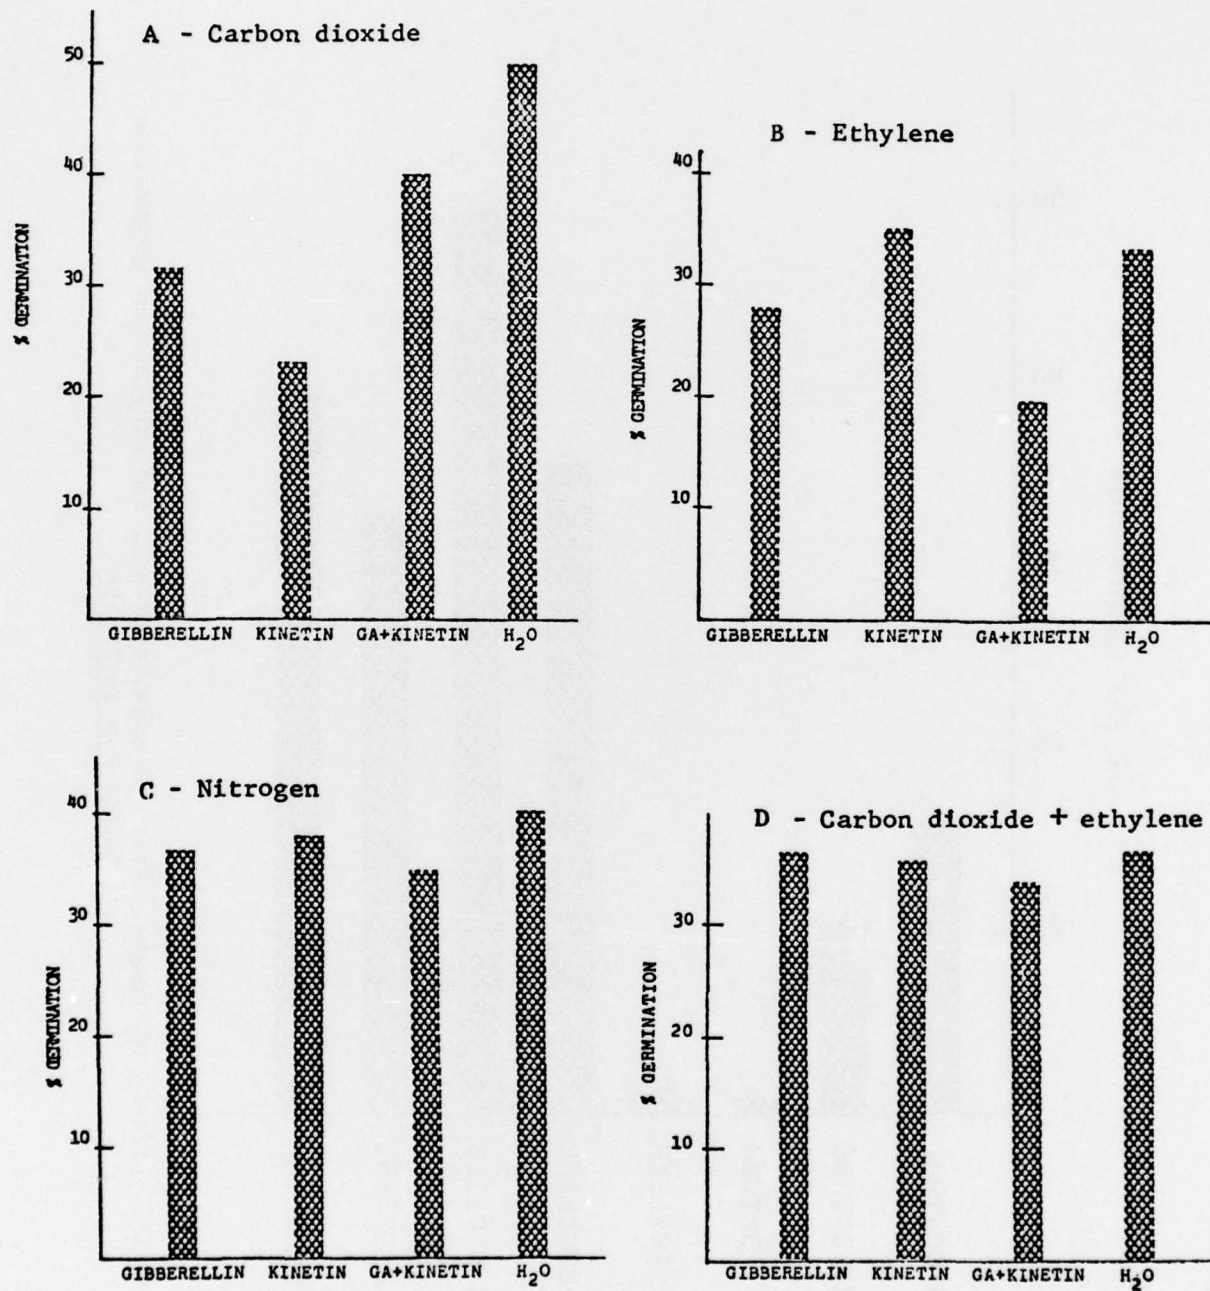 A - Carbon dioxide
50
40
30
20
10
% GERMINATION
GIBBERELLIN KINETIN GA+KINETIN H₂O
B - Ethylene
40
30
20
10
% GERMINATION
GIBBERELLIN KINETIN GA+KINETIN H₂O
C - Nitrogen
40
30
20
10
% GERMINATION
GIBBERELLIN KINETIN GA+KINETIN H₂O
D - Carbon dioxide + ethylene
30
20
10
% GERMINATION
GIBBERELLIN KINETIN GA+KINETIN H₂O